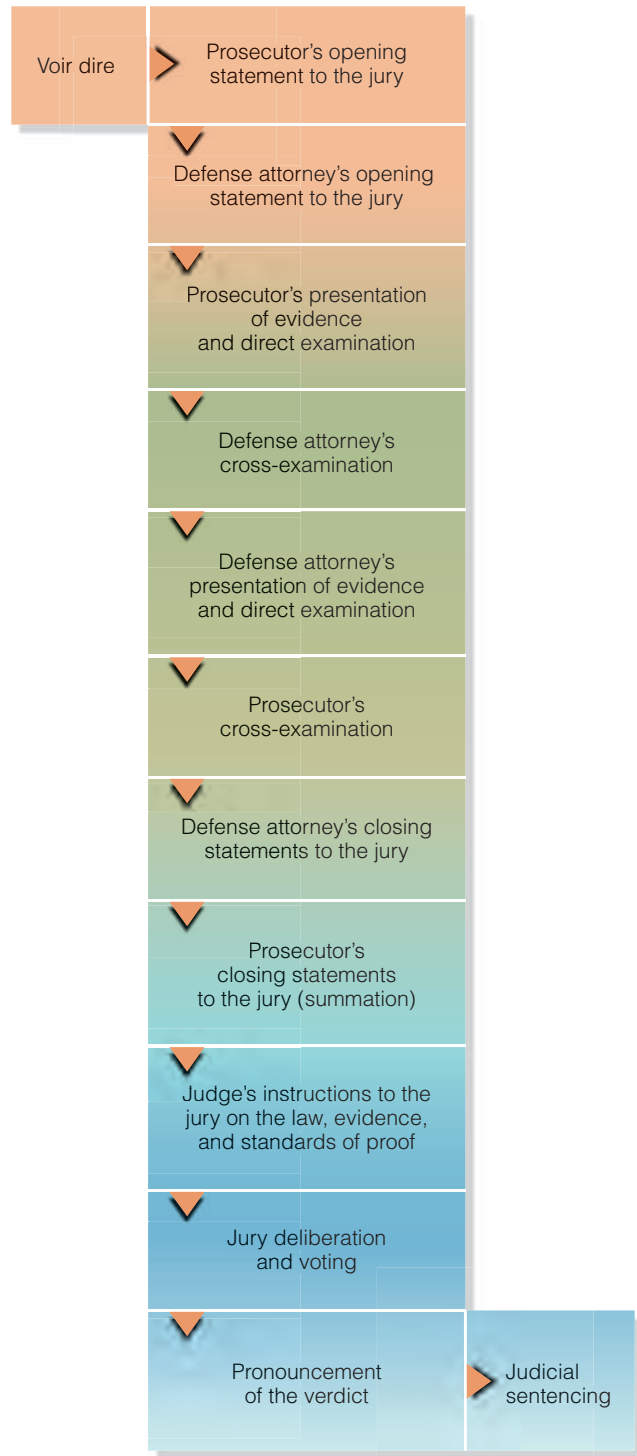 Voir dire
Prosecutor’s opening
statement to the jury
Defense attorney’s opening
statement to the jury
Prosecutor’s presentation
of evidence
and direct examination
Defense attorney’s
cross-examination
Defense attorney’s
presentation of evidence
and direct examination
Prosecutor’s
cross-examination
Defense attorney’s closing
statements to the jury
Prosecutor’s
closing statements
to the jury (summation)
Judge’s instructions to the
jury on the law, evidence,
and standards of proof
Jury deliberation
and voting
Pronouncement
of the verdict
Judicial
sentencing